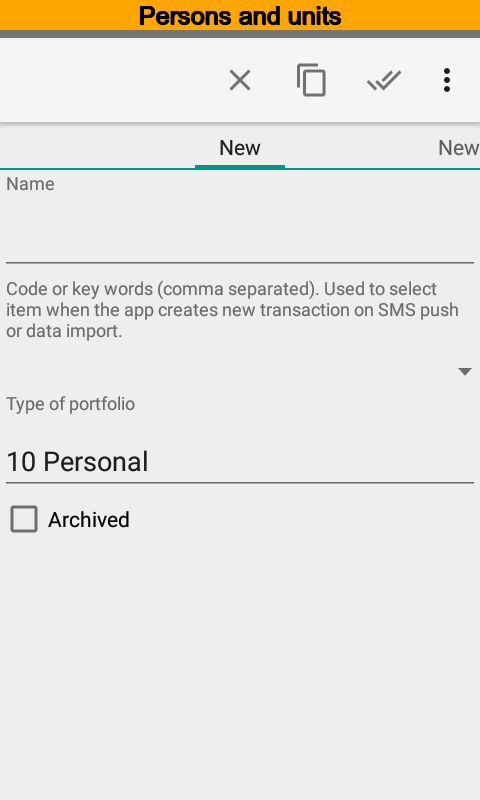 Persons and units
New
New
Name
Code or key words (comma separated). Used to select
item when the app creates new transaction on SMS push
or data import.
Type of portfolio
10 Personal
Archived